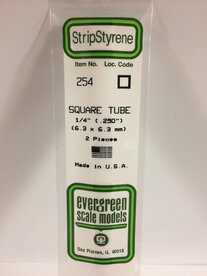 StripStyrene
Item No. Loc. Code
254
SQUARE TUBE
1/4" (.250")
(6.3 x 6.3 mm)
2 Pieces
Made in U.S.A.
evergreen
scale models
Des Plaines, IL 60018